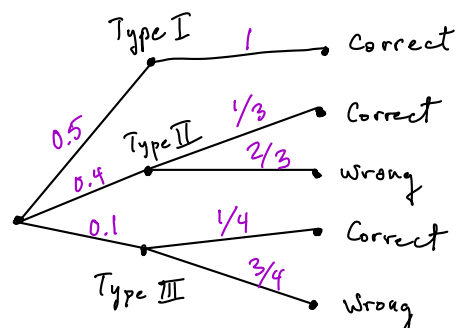 Type I
1
Correct
0.5
Type II
1/3
Correct
0.4
2/3
Wrong
0.1
1/4
Correct
Type III
3/4
Wrong